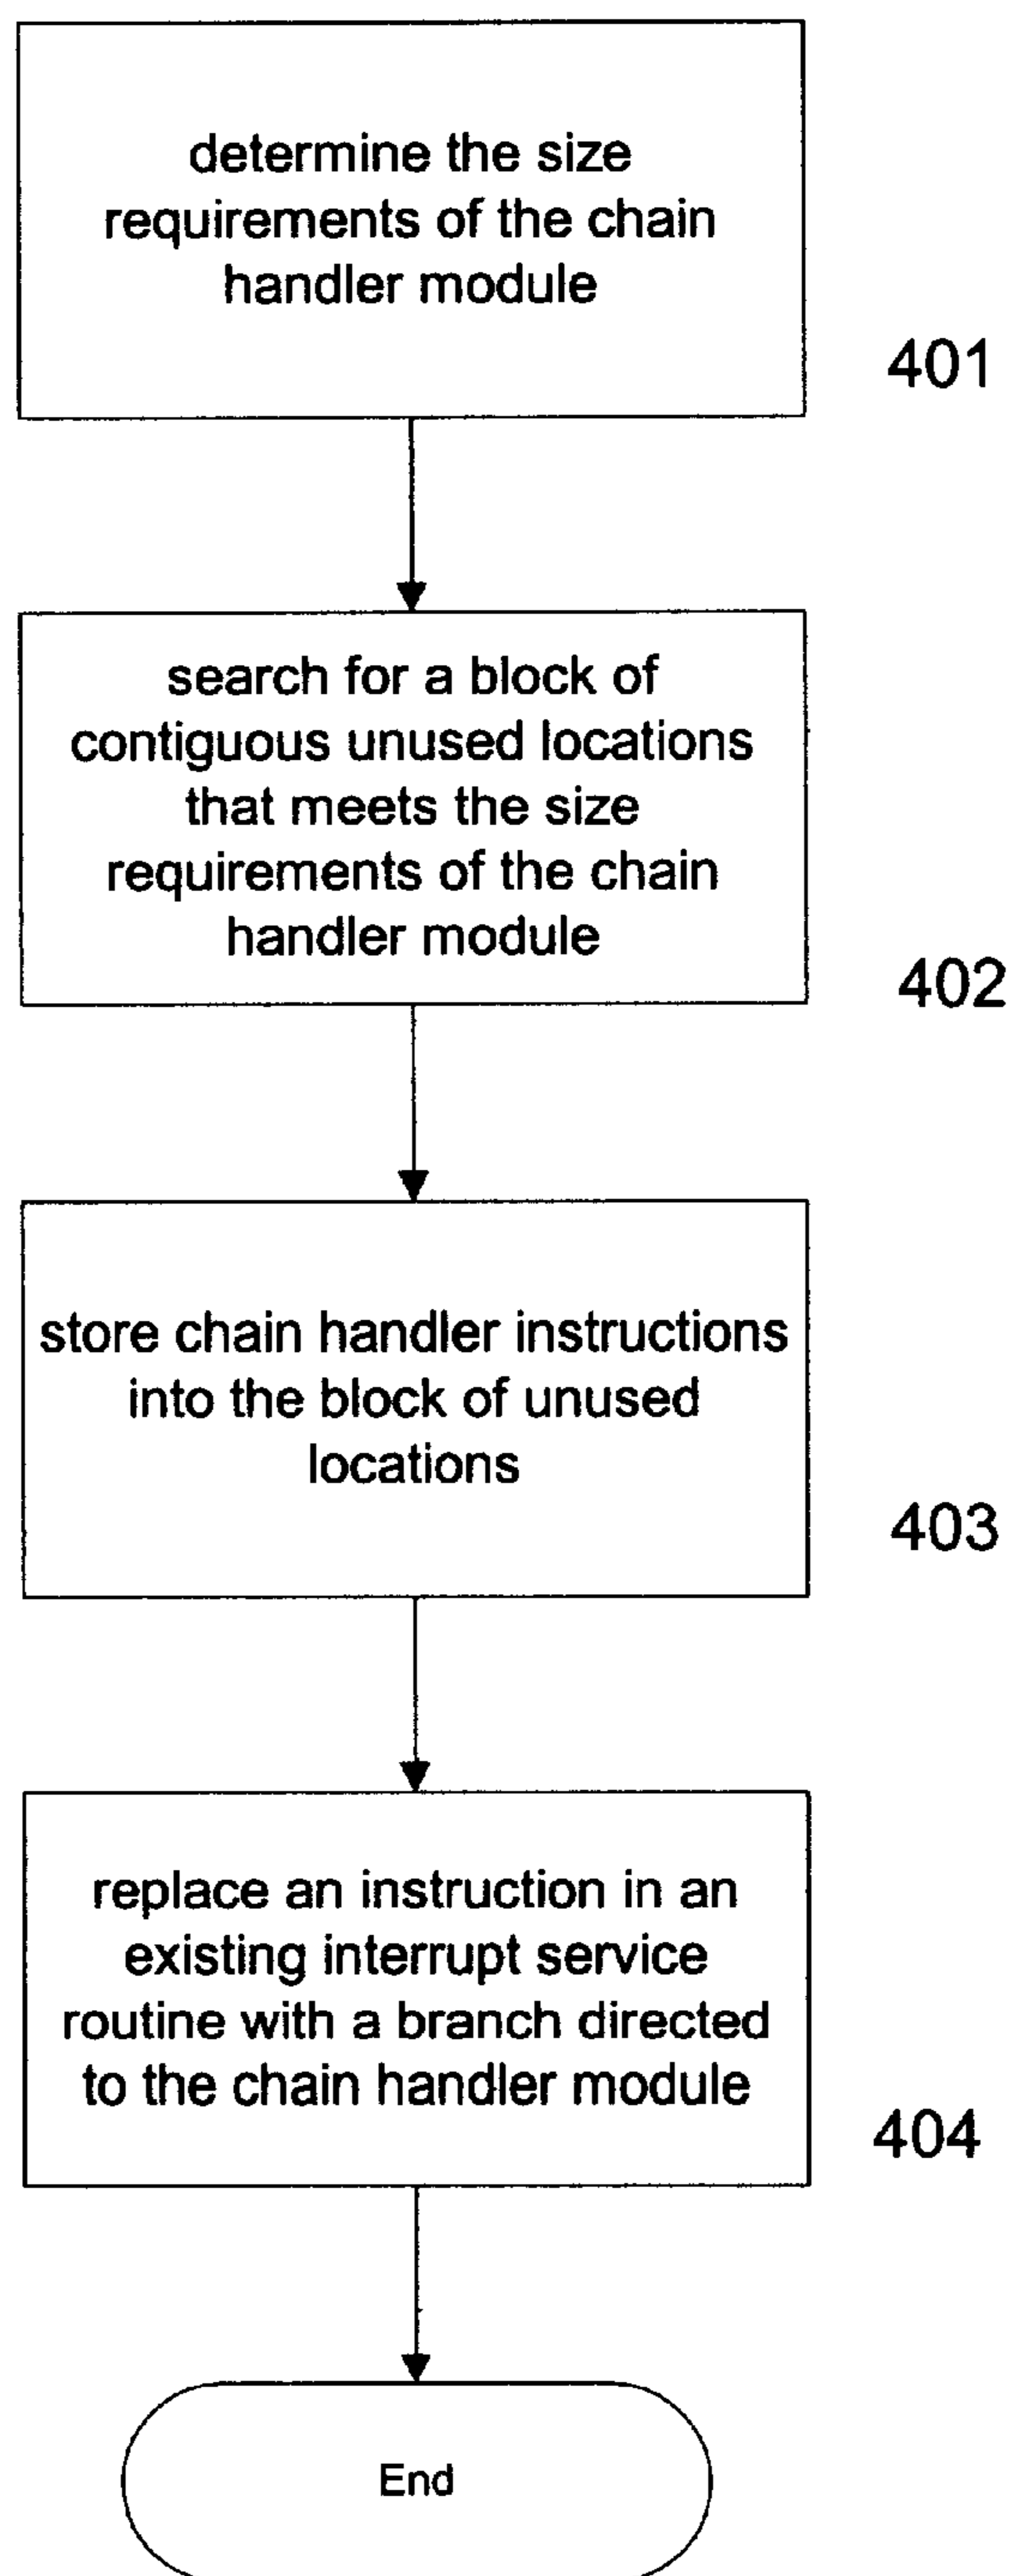 determine the size
requirements of the chain
handler module
401
search for a block of
contiguous unused locations
that meets the size
requirements of the chain
handler module
402
store chain handler instructions
into the block of unused
locations
403
replace an instruction in an
existing interrupt service
routine with a branch directed
to the chain handler module
404
End